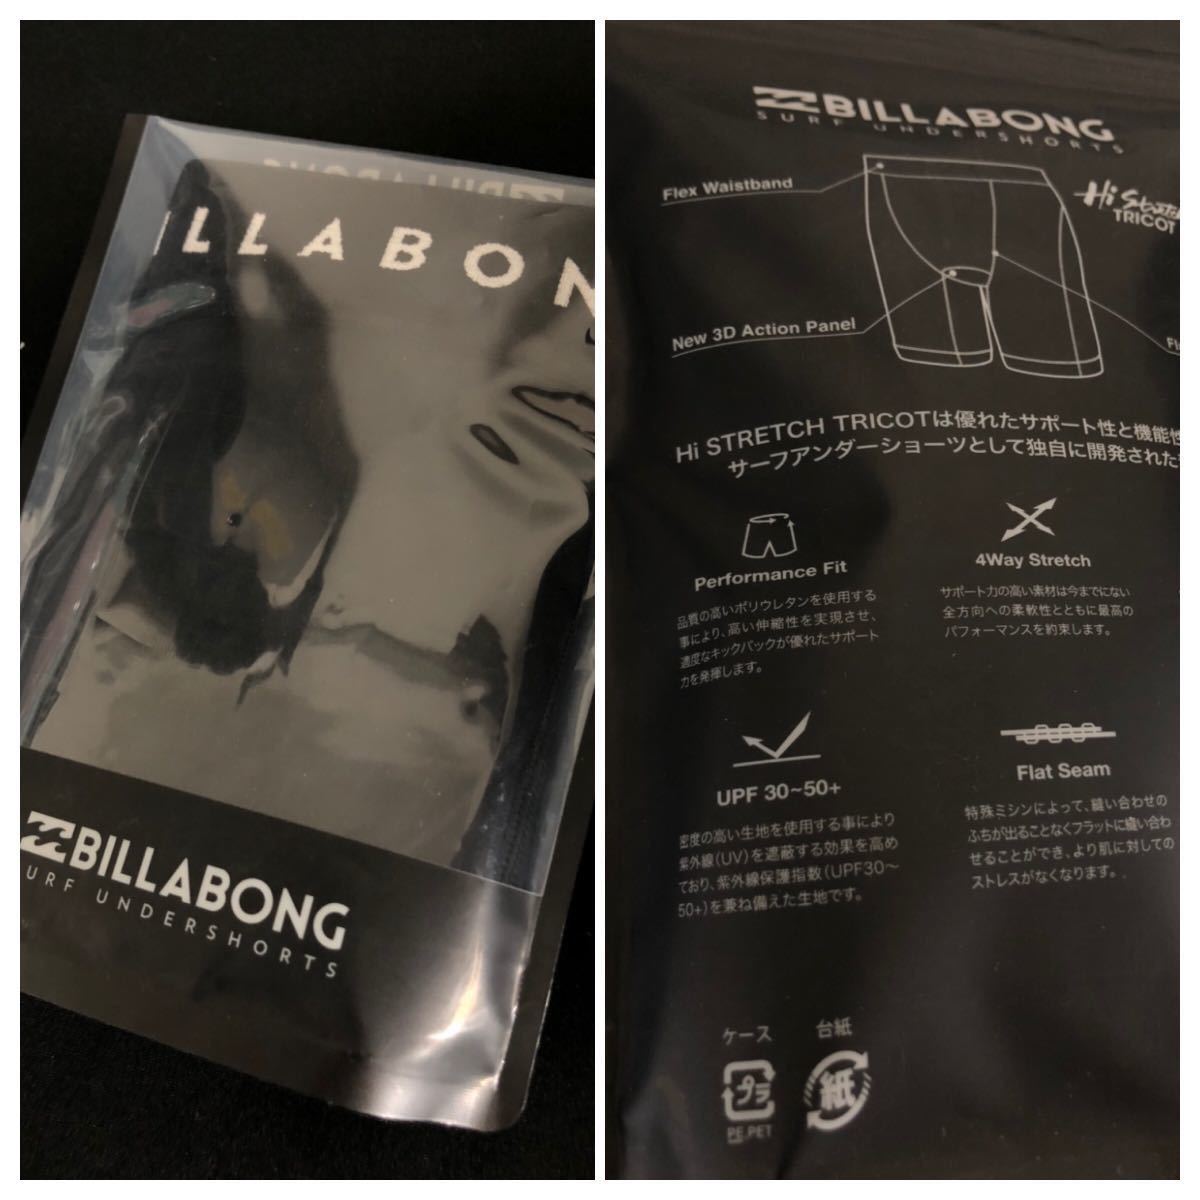 ILLABON
BILLABONG
URF UNDERSHORTS
BILLABONG
SURF UNDERSHORTS
Flex Waistband
Hi Stretch
TRICOT
New 3D Action Panel
Hi STRETCH TRICOTは優れたサポート性と機能性
サーフアンダーショーツとして独自に開発された
Performance Fit
品質の高いポリウレタンを使用する
事により、高い伸縮性を実現させ、
適度なキックバックが優れたサポート
力を発揮します。
4Way Stretch
サポート力の高い素材は今までにない
全方向への柔軟性とともに最高の
パフォーマンスを約束します。
UPF 30~50+
密度の高い生地を使用する事により
紫外線(UV)を遮蔽する効果を高め
ており、紫外線保護指数(UPF30〜
50+)を兼ね備えた生地です。
Flat Seam
特殊ミシンによって、縫い合わせの
ふちが出ることなくフラットに縫い合わ
せることができ、より肌に対しての
ストレスがなくなります。
ケース
プラ
PE,PET
台紙
紙